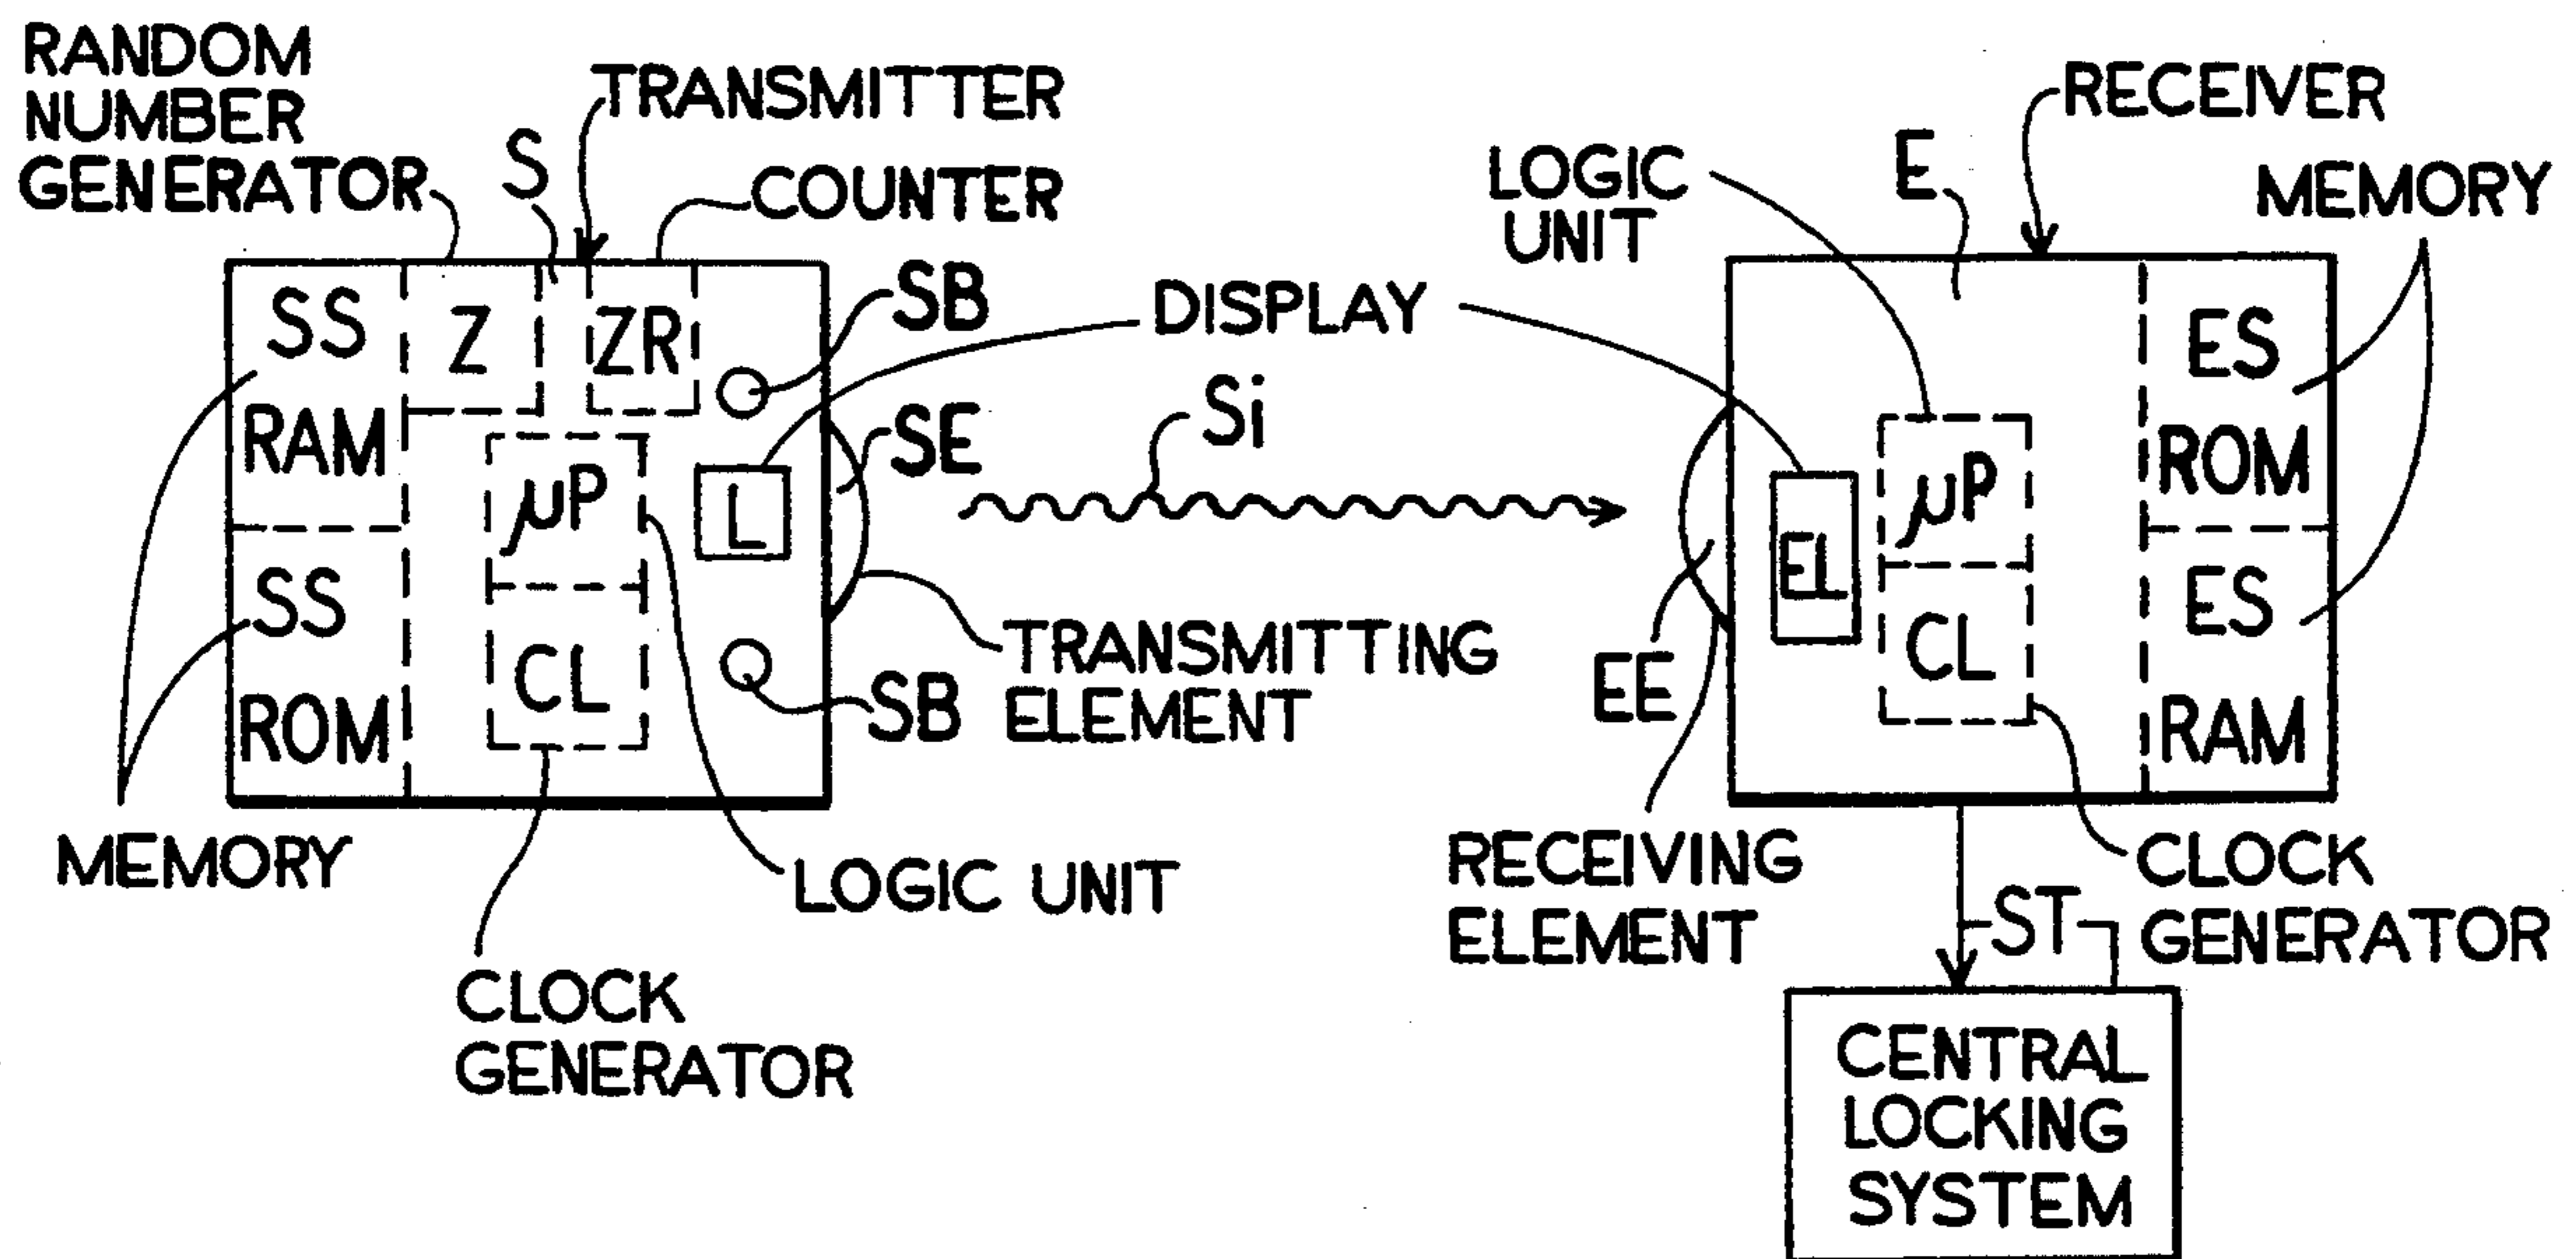 RANDOM
NUMBER
GENERATOR
S
TRANSMITTER
COUNTER
SS
RAM
Z
ZR
SB
SE
µP
L
SS
ROM
CL
SB
TRANSMITTING
ELEMENT
MEMORY
LOGIC UNIT
CLOCK
GENERATOR
DISPLAY
Si
LOGIC
UNIT
E
RECEIVER
MEMORY
ES
ROM
µP
EL
CL
ES
RAM
EE
RECEIVING
ELEMENT
CLOCK
GENERATOR
ST
CENTRAL
LOCKING
SYSTEM